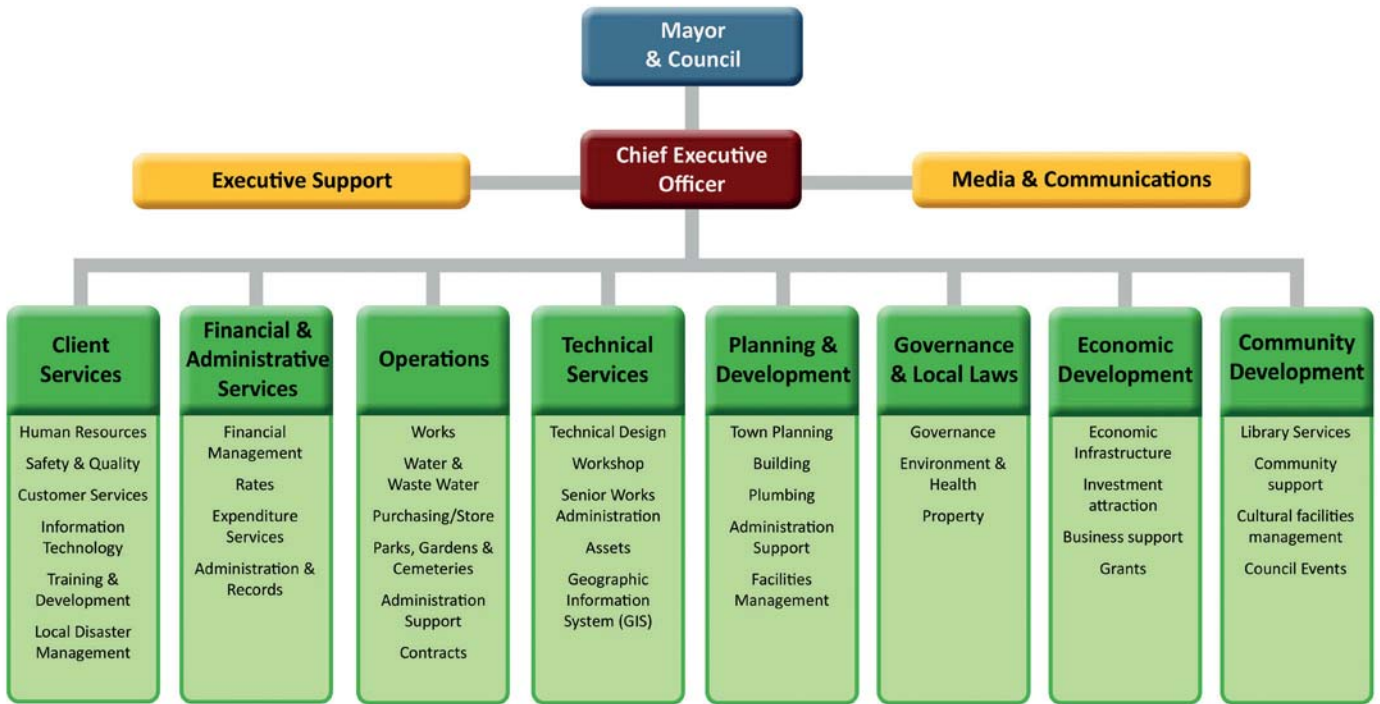 Mayor
& Council
Chief Executive
Officer
Executive Support
Media & Communications
Client
Services
Human Resources
Safety & Quality
Customer Services
Information
Technology
Training &
Development
Local Disaster
Management
Financial &
Administrative
Services
Financial
Management
Rates
Expenditure
Services
Administration &
Records
Operations
Works
Water &
Waste Water
Purchasing/Store
Parks, Gardens &
Cemeteries
Administration
Support
Contracts
Technical
Services
Technical Design
Workshop
Senior Works
Administration
Assets
Geographic
Information
System (GIS)
Planning &
Development
Town Planning
Building
Plumbing
Administration
Support
Facilities
Management
Governance
& Local Laws
Governance
Environment &
Health
Property
Economic
Development
Economic
Infrastructure
Investment
attraction
Business support
Grants
Community
Development
Library Services
Community
support
Cultural facilities
management
Council Events